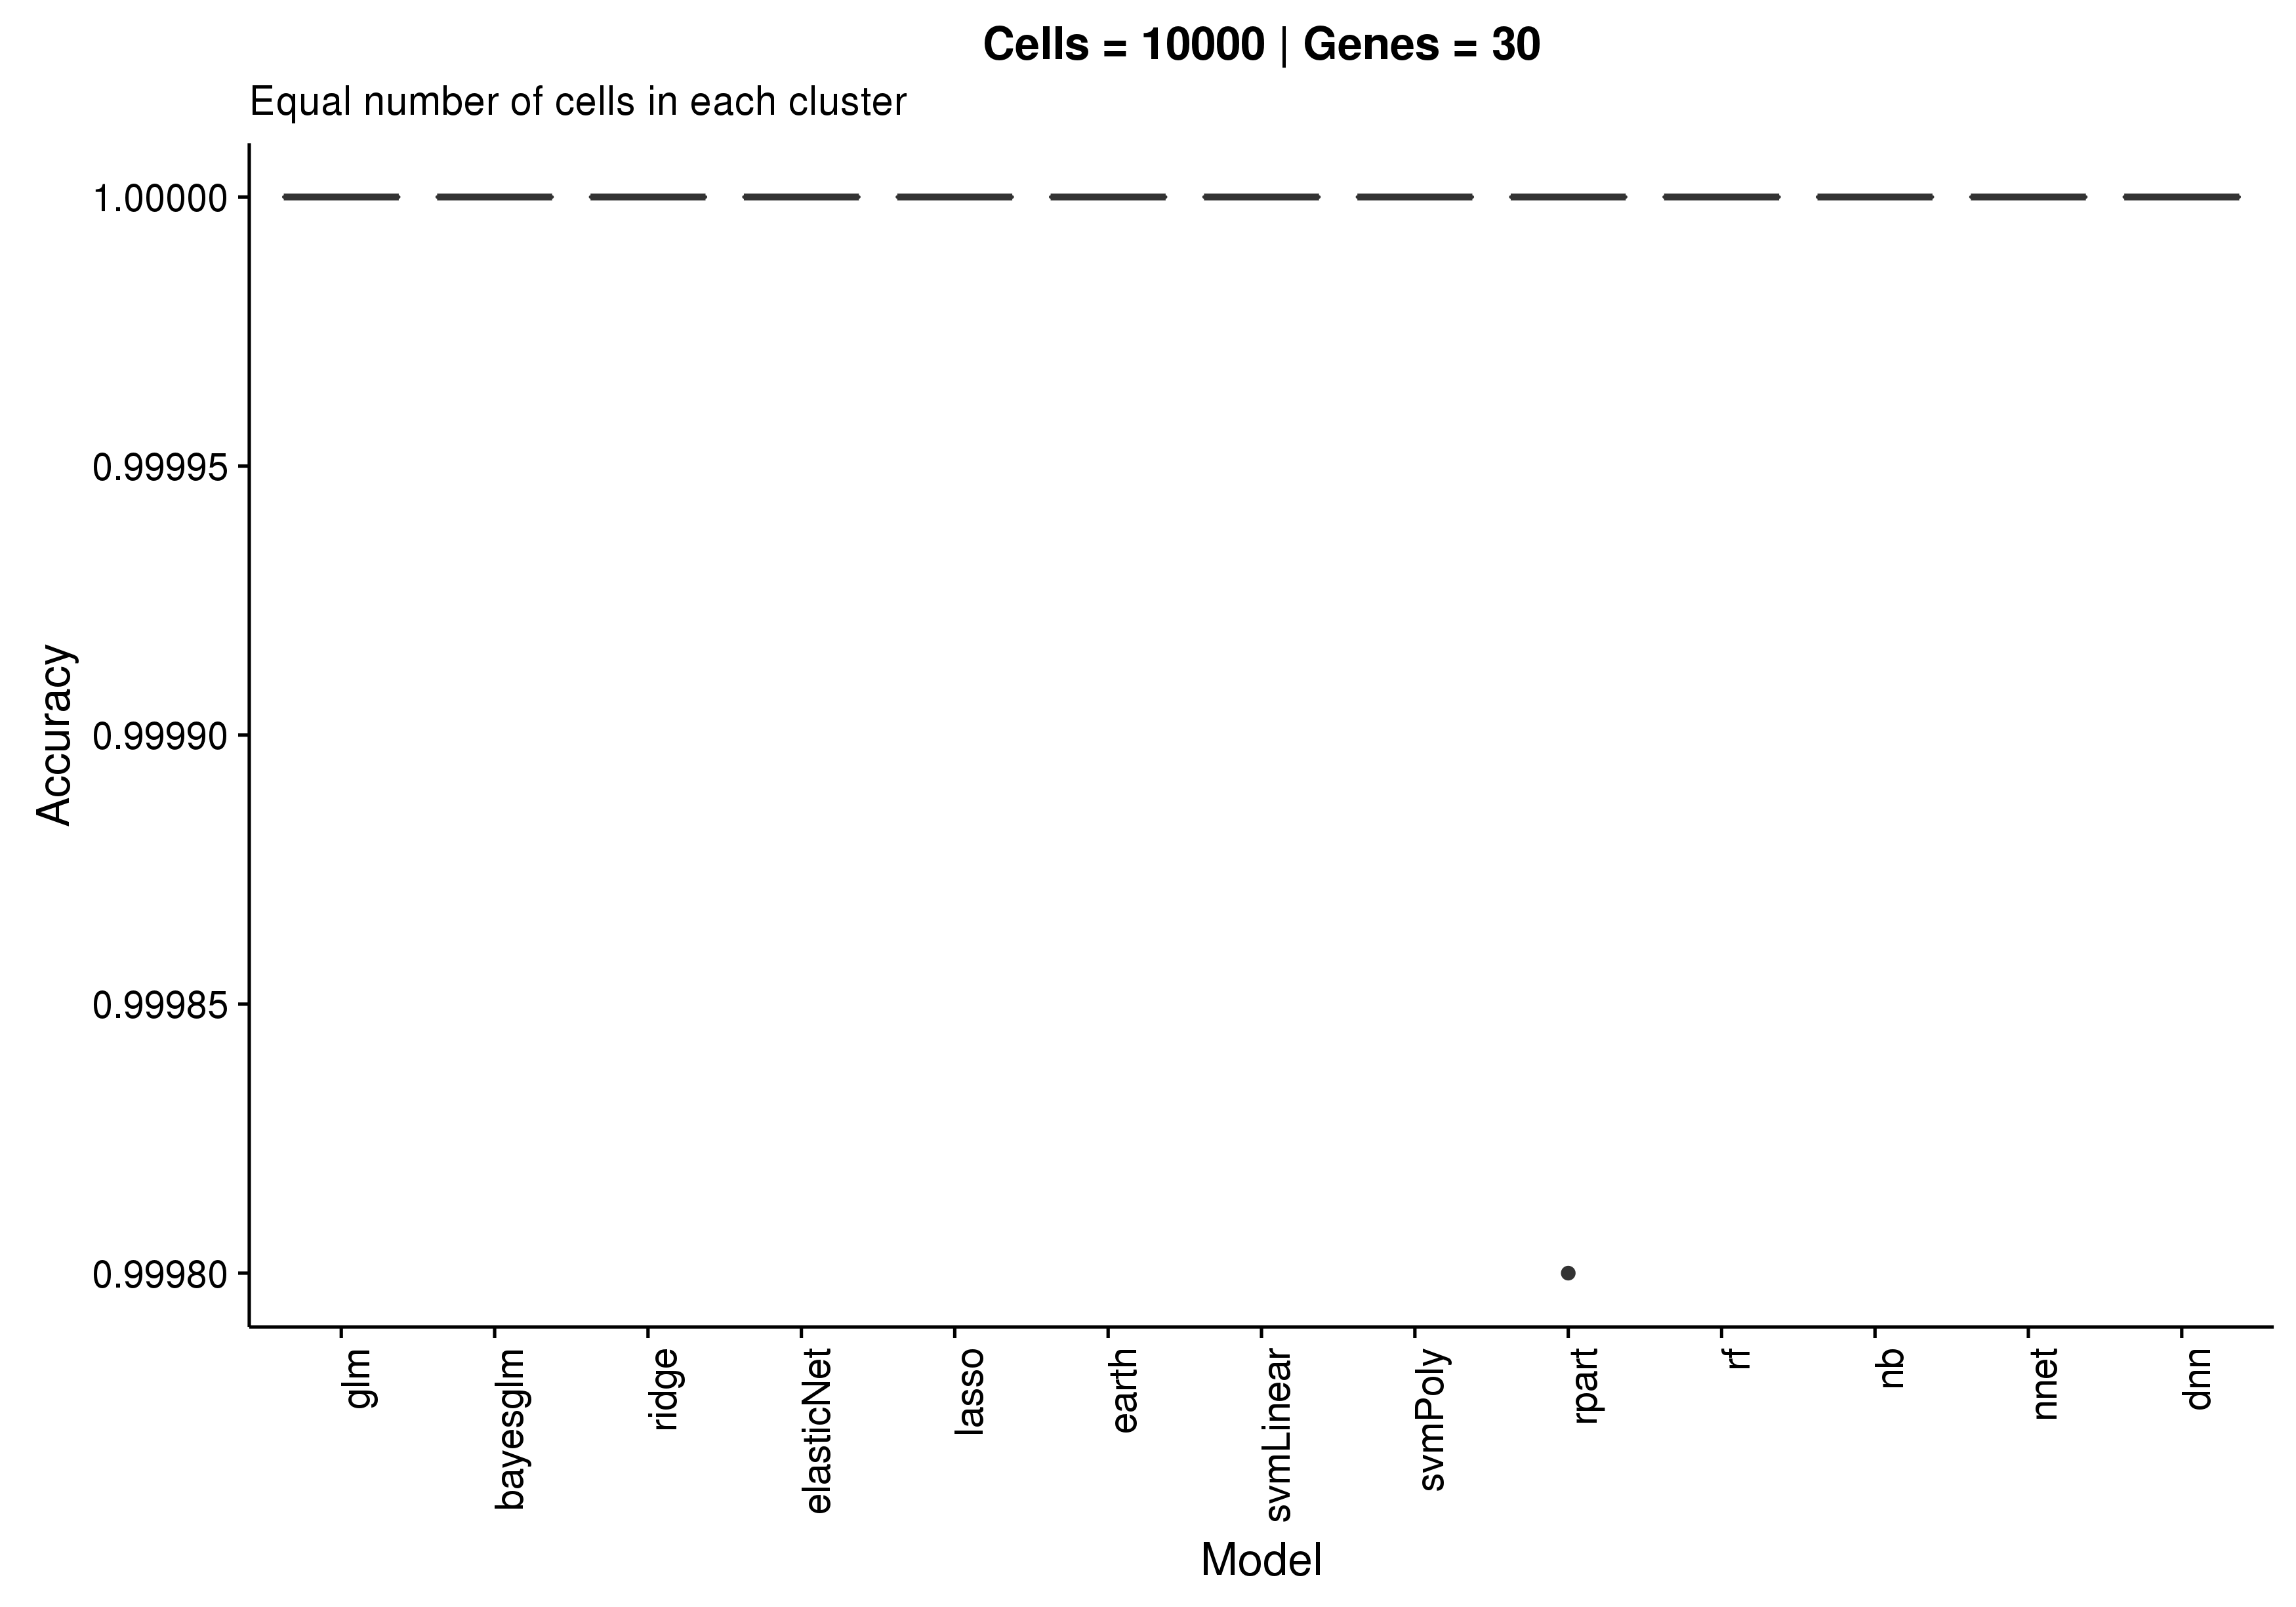 Cells = 10000 | Genes = 30
Equal number of cells in each cluster
1.00000
0.99995
0.99990
0.99985
0.99980
Accuracy
glm
bayesglm
ridge
elasticNet
lasso
earth
svmLinear
svmPoly
rpart
rf
nb
nnet
dnn
Model